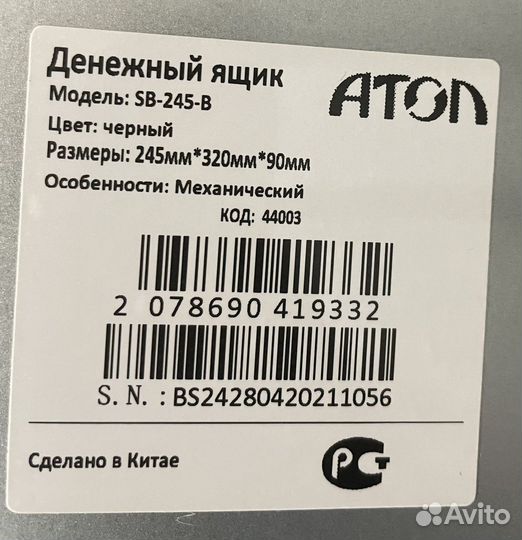 Денежный ящик
АТОЛ
Модель: SB-245-B
Цвет: черный
Размеры: 245мм*320мм*90мм
Особенности: Механический
КОД: 44003
2 078690 419332
S. N. : BS24280420211056
Сделано в Китае
РСТ
Avito